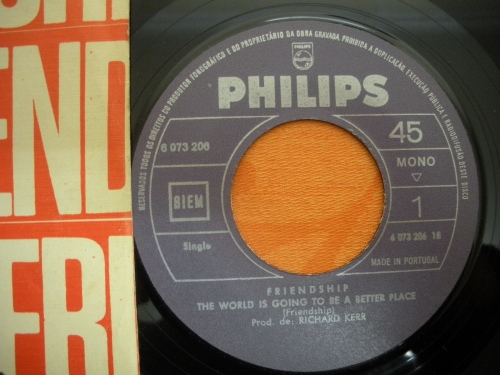 END
RESERVADOS TODOS OS DIREITOS DO PRODUTOR FONOGRÁFICO E DO PROPRIETÁRIO DA OBRA GRAVADA, PROIBIDA A DUPLICAÇÃO, EXECUÇÃO PÚBLICA E RADIODIFUSÃO DESTE DISCO
PHILIPS
PHILIPS
6 073 206
45
MONO
BIEM
1
Single
6 073 206 1B
MADE IN PORTUGAL
FRIENDSHIP
THE WORLD IS GOING TO BE A BETTER PLACE
(Friendship)
Prod. de: RICHARD KERR